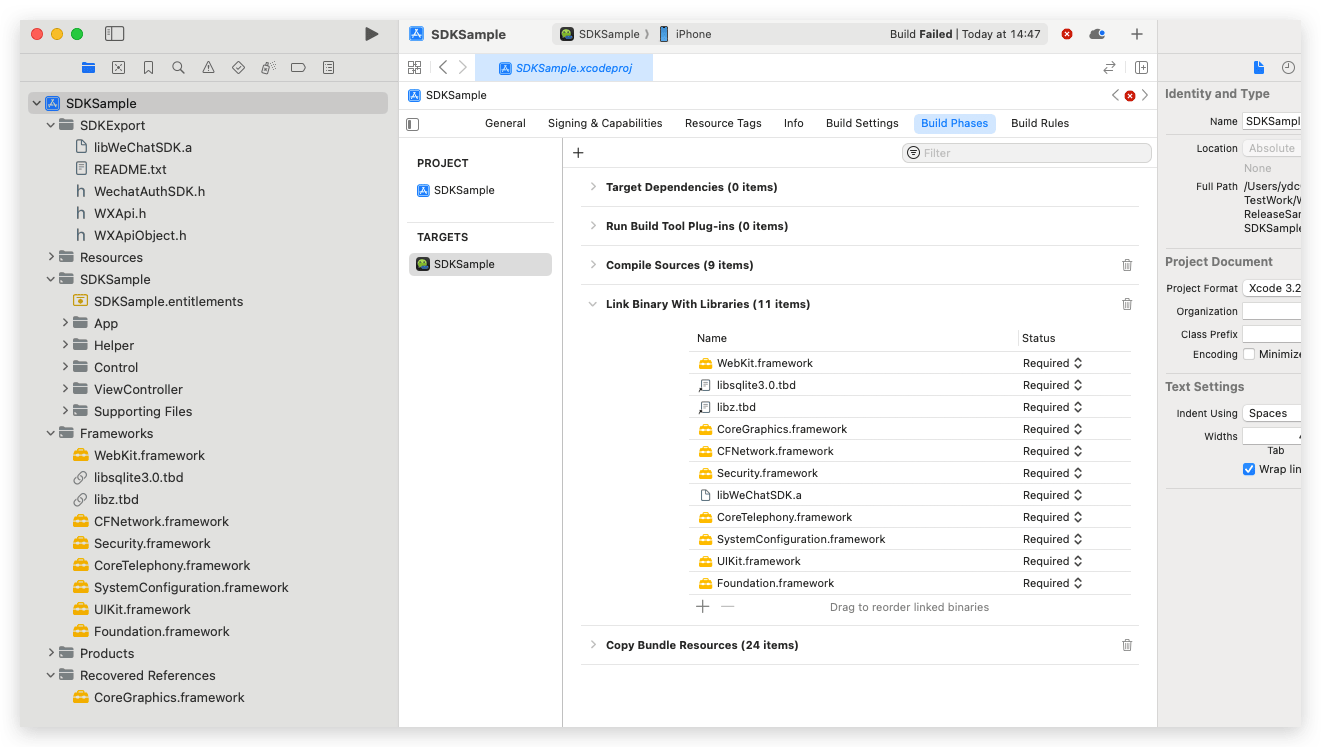 SDKSample
SDKSample
iPhone
Build Failed | Today at 14:47
SDKSample.xcodeproj
SDKSample
General
Signing & Capabilities
Resource Tags
Info
Build Settings
Build Phases
Build Rules
Filter
SDKSample
SDKExport
libWeChatSDK.a
README.txt
WechatAuthSDK.h
WXApi.h
WXApiObject.h
Resources
SDKSample
SDKSample.entitlements
App
Helper
Control
ViewController
Supporting Files
Frameworks
WebKit.framework
libsqlite3.0.tbd
libz.tbd
CFNetwork.framework
Security.framework
CoreTelephony.framework
SystemConfiguration.framework
UIKit.framework
Foundation.framework
Products
Recovered References
CoreGraphics.framework
PROJECT
SDKSample
TARGETS
SDKSample
Target Dependencies (0 items)
Run Build Tool Plug-ins (0 items)
Compile Sources (9 items)
Link Binary With Libraries (11 items)
Name Status
WebKit.framework Required
libsqlite3.0.tbd Required
libz.tbd Required
CoreGraphics.framework Required
CFNetwork.framework Required
Security.framework Required
libWeChatSDK.a Required
CoreTelephony.framework Required
SystemConfiguration.framework Required
UIKit.framework Required
Foundation.framework Required
Drag to reorder linked binaries
Copy Bundle Resources (24 items)
Identity and Type
Name SDKSampl
Location Absolute
None
Full Path /Users/ydc
TestWork/
ReleaseSam
SDKSample
Project Document
Project Format Xcode 3.2
Organization
Class Prefix
Encoding Minimize
Text Settings
Indent Using Spaces
Widths
Tab
Wrap lin